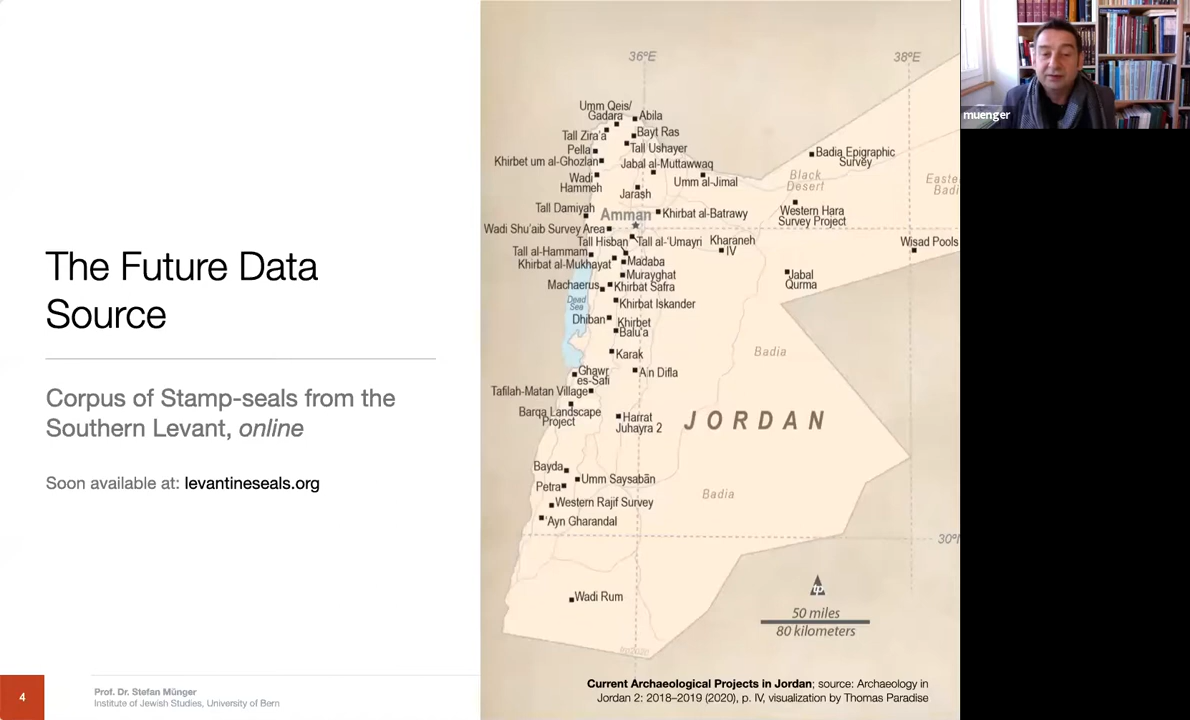 The Future Data
Source
Corpus of Stamp-seals from the
Southern Levant, online
Soon available at: levantineseals.org
4
Prof. Dr. Stefan Münger
Institute of Jewish Studies, University of Bern
36°E
38°E
Umm Qeis/
Gadara
Abila
Tall Zira'a
Bayt Ras
Pella
Tall Ushayer
Khirbet um al-Ghozlan
Jabal al-Muttawwaq
Badia Epigraphic
Survey
Wadi
Hammeh
Umm al-Jimal
Black
Desert
Jarash
Tall Damiyah
Amman
Khirbat al-Batrawy
Western Hara
Survey Project
Wadi Shu'aib Survey Area
Tall Hisban
Tall al-'Umayri
Kharaneh
IV
Wisad Pools
Tall al-Hammam
Khirbat al-Mukhayat
Madaba
Murayghat
Jabal
Qurma
Machaerus
Khirbat Safra
Dead
Sea
Khirbat Iskander
Dhiban
Khirbet
Balu'a
Karak
Badia
Ghawr
es-Safi
Ain Difla
Tafilah-Matan Village
Barqa Landscape
Project
Harrat
Juhayra 2
JORDAN
Bayda
Umm Saysabān
Petra
Badia
Western Rajif Survey
'Ayn Gharandal
30°
Wadi Rum
tp
50 miles
80 kilometers
Current Archaeological Projects in Jordan; source: Archaeology in
Jordan 2: 2018–2019 (2020), p. IV, visualization by Thomas Paradise
muenger